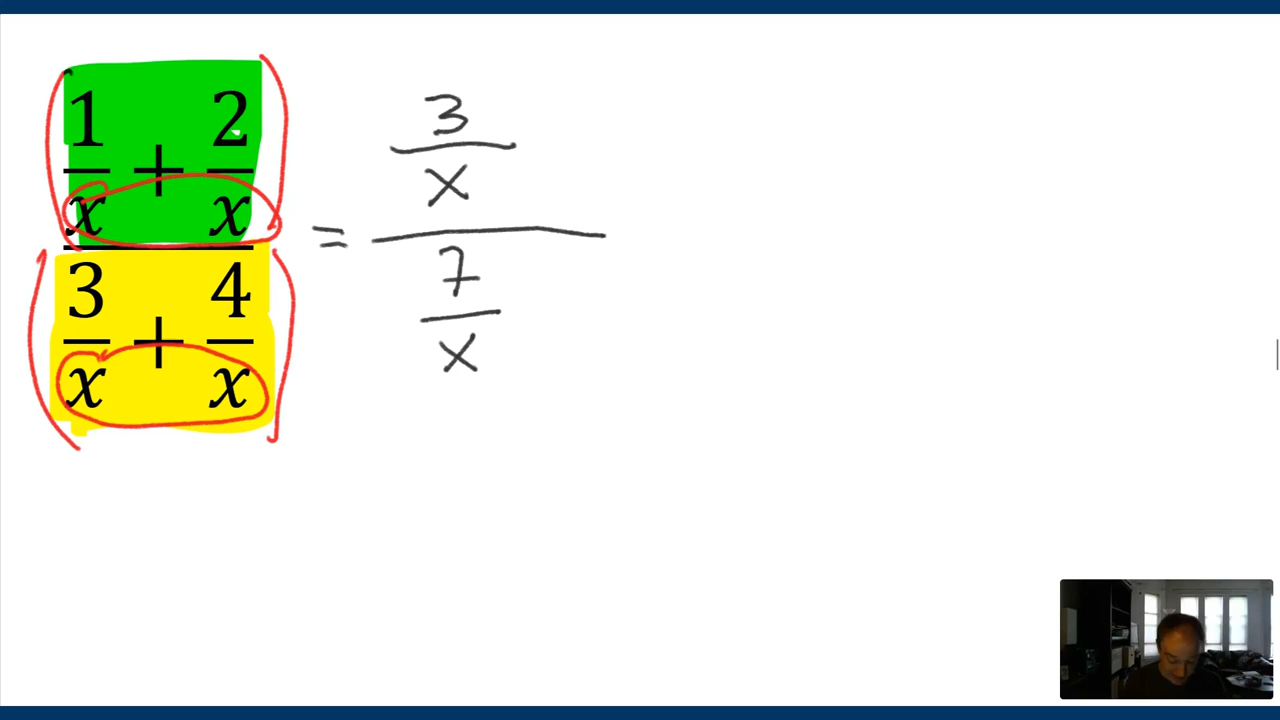 1/x + 2/x
3/x + 4/x
=
3
x
7
x